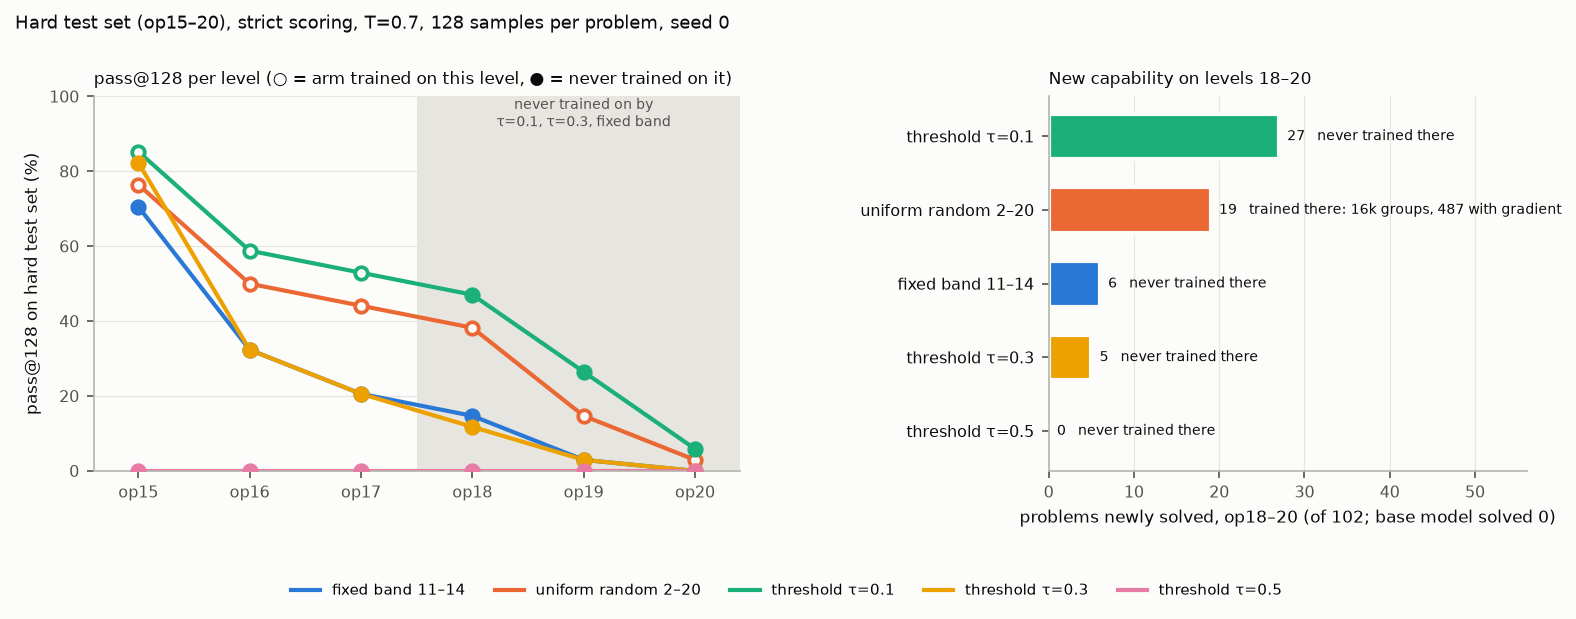 Hard test set (op15–20), strict scoring, T=0.7, 128 samples per problem, seed 0
pass@128 per level (○ = arm trained on this level, ● = never trained on it)
never trained on by
τ=0.1, τ=0.3, fixed band
pass@128 on hard test set (%)
100
80
60
40
20
0
op15
op16
op17
op18
op19
op20
New capability on levels 18–20
threshold τ=0.1
27 never trained there
uniform random 2–20
19 trained there: 16k groups, 487 with gradient
fixed band 11–14
6 never trained there
threshold τ=0.3
5 never trained there
threshold τ=0.5
0 never trained there
0
10
20
30
40
50
problems newly solved, op18–20 (of 102; base model solved 0)
fixed band 11–14
uniform random 2–20
threshold τ=0.1
threshold τ=0.3
threshold τ=0.5